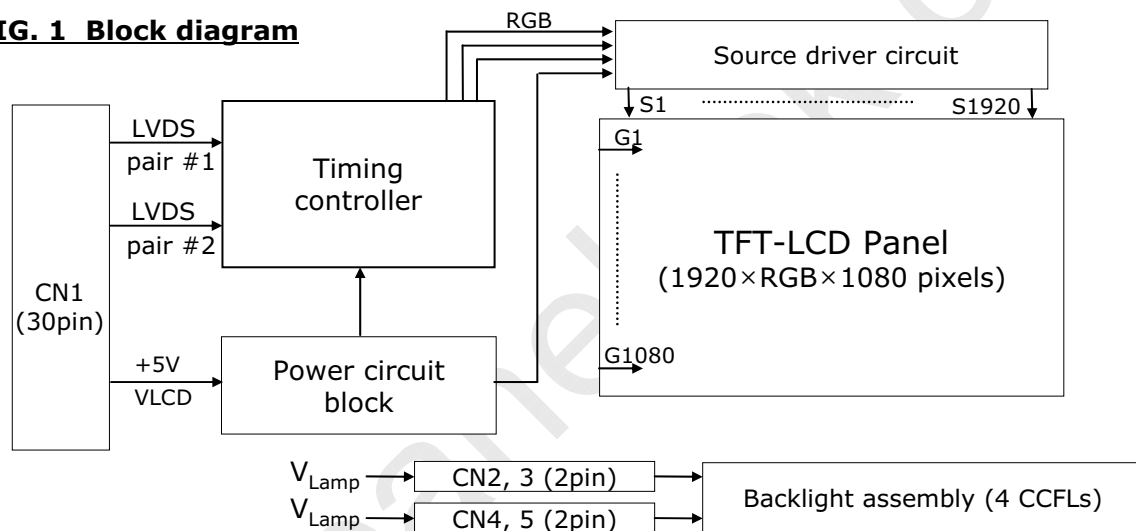 IG. 1 Block diagram
RGB
Source driver circuit
S1
S1920
LVDS
pair #1
LVDS
pair #2
Timing
controller
G1
TFT-LCD Panel
(1920×RGB×1080 pixels)
G1080
CN1
(30pin)
+5V
VLCD
Power circuit
block
VLamp
CN2, 3 (2pin)
VLamp
CN4, 5 (2pin)
Backlight assembly (4 CCFLs)